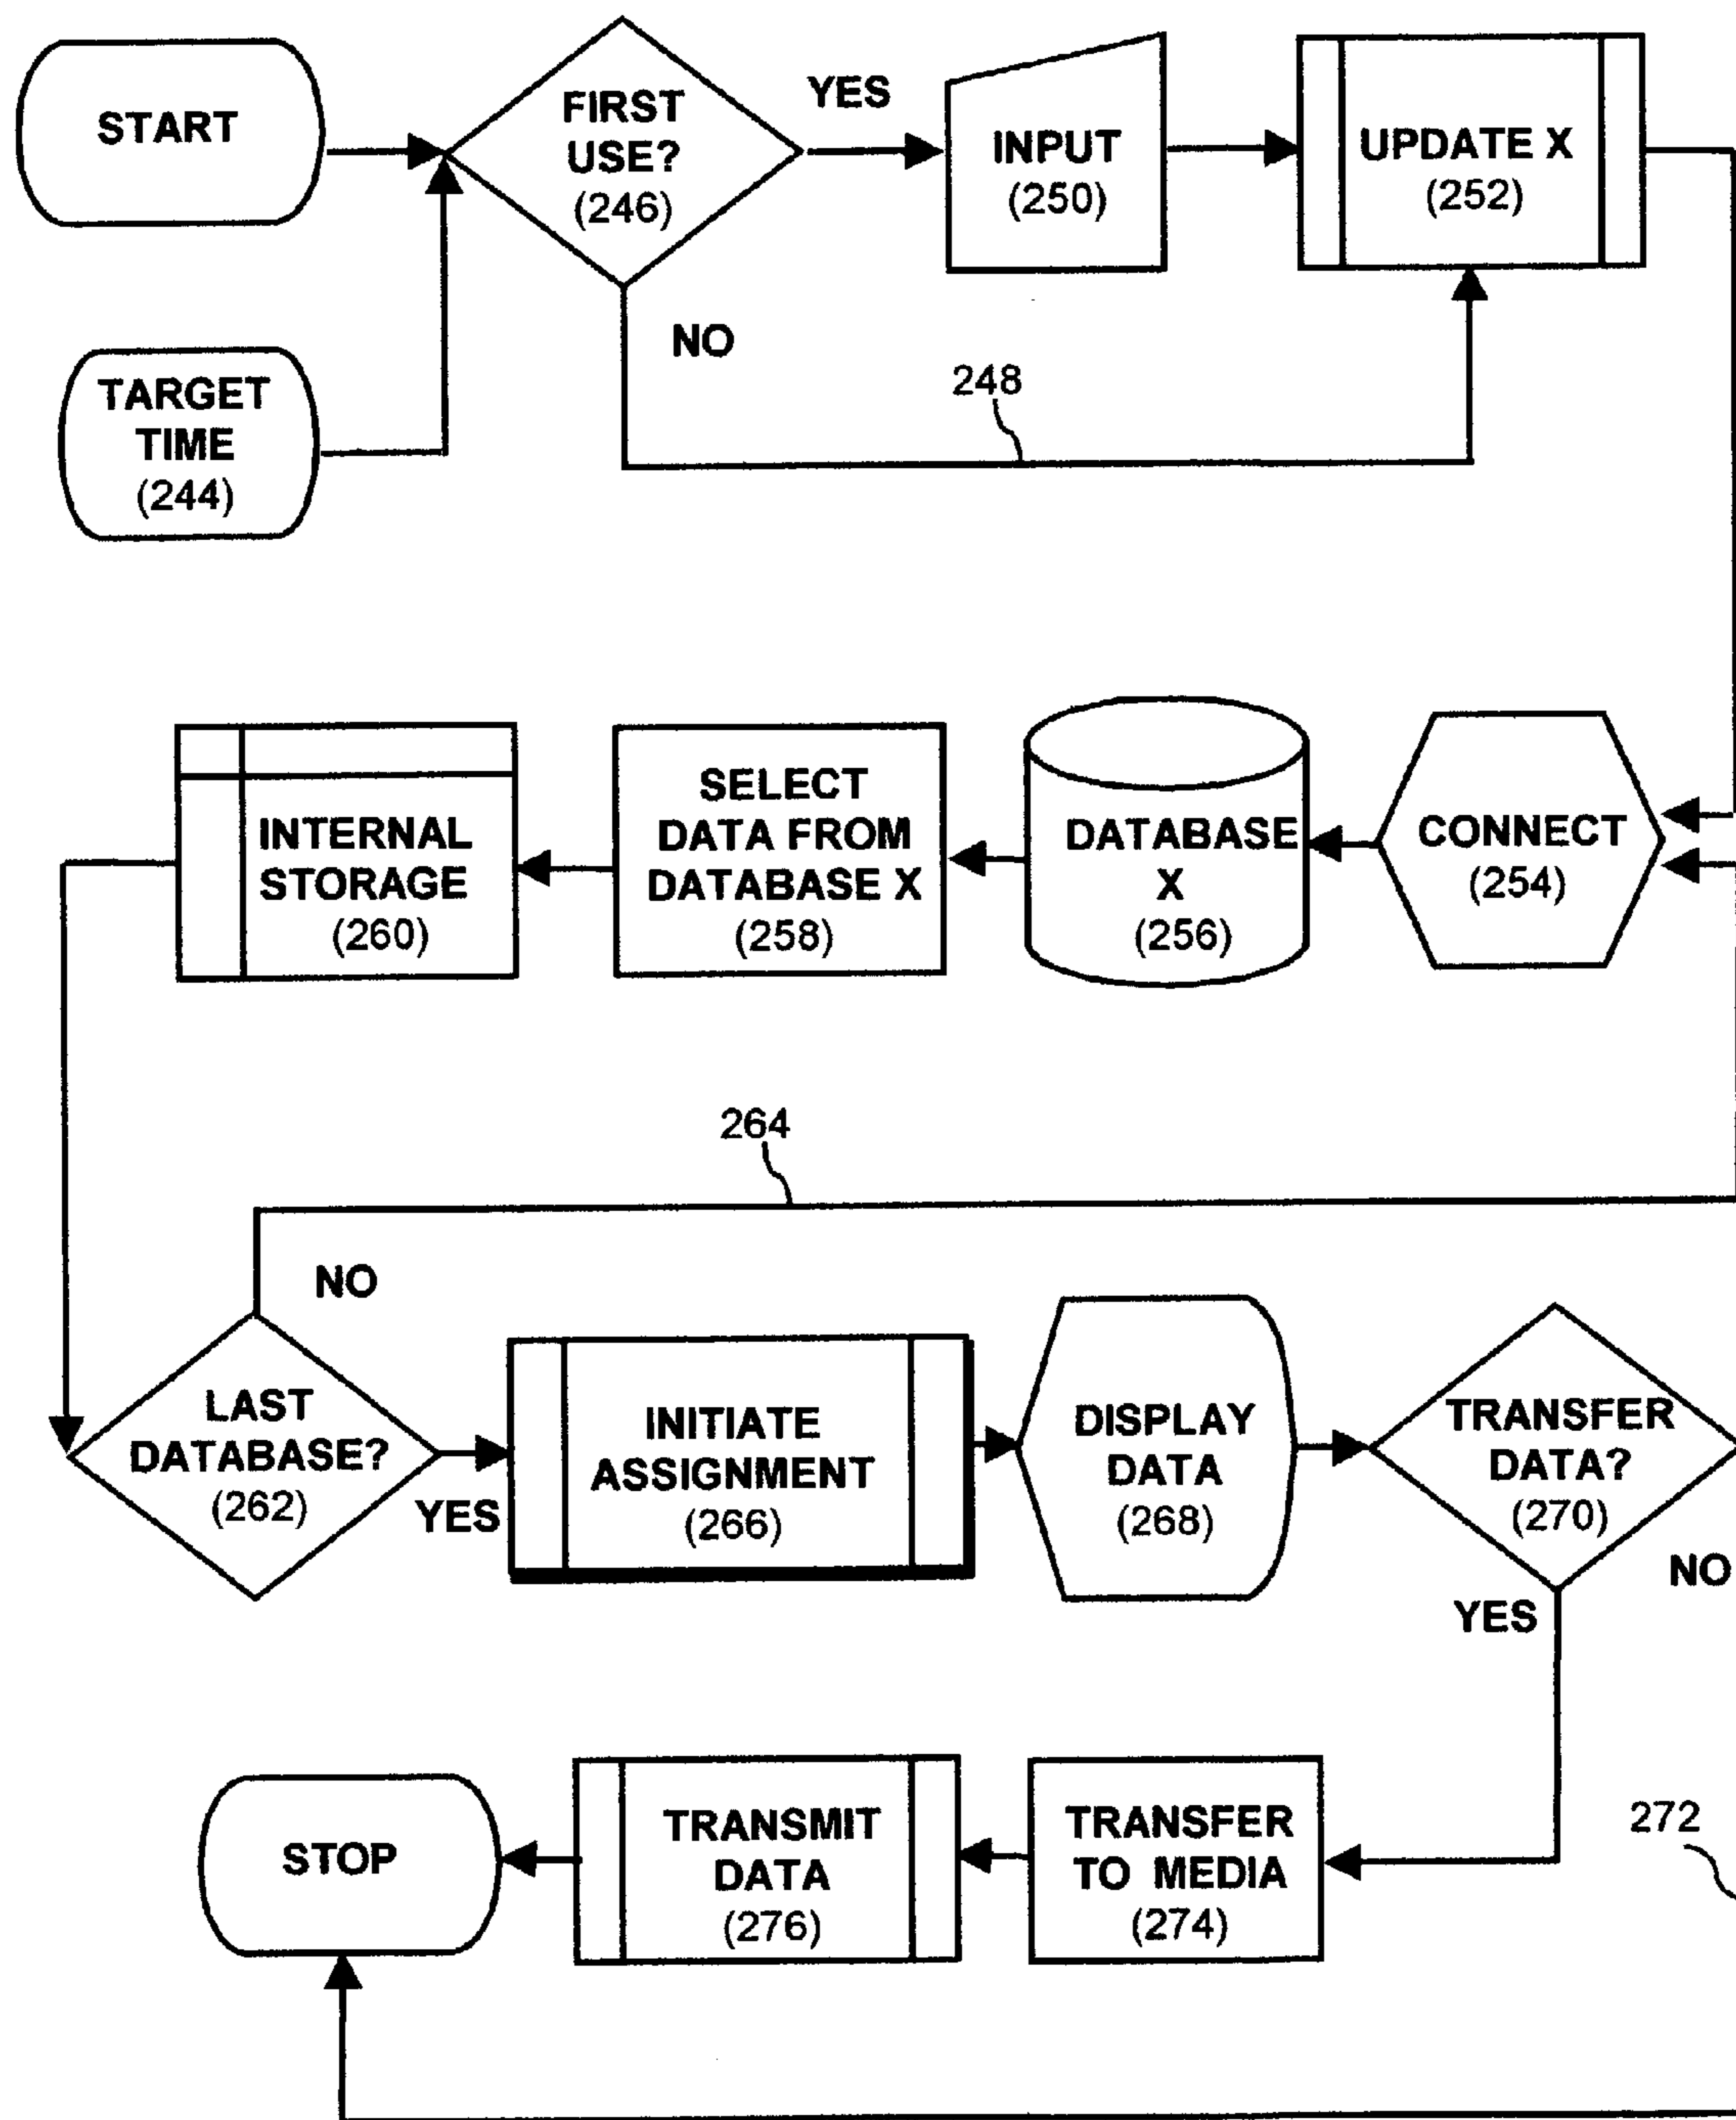 START
FIRST
USE?
(246)
YES
INPUT
(250)
UPDATE X
(252)
NO
248
TARGET
TIME
(244)
INTERNAL
STORAGE
(260)
SELECT
DATA FROM
DATABASE X
(258)
DATABASE
X
(256)
CONNECT
(254)
264
NO
LAST
DATABASE?
(262)
YES
INITIATE
ASSIGNMENT
(266)
DISPLAY
DATA
(268)
TRANSFER
DATA?
(270)
NO
YES
STOP
TRANSMIT
DATA
(276)
TRANSFER
TO MEDIA
(274)
272